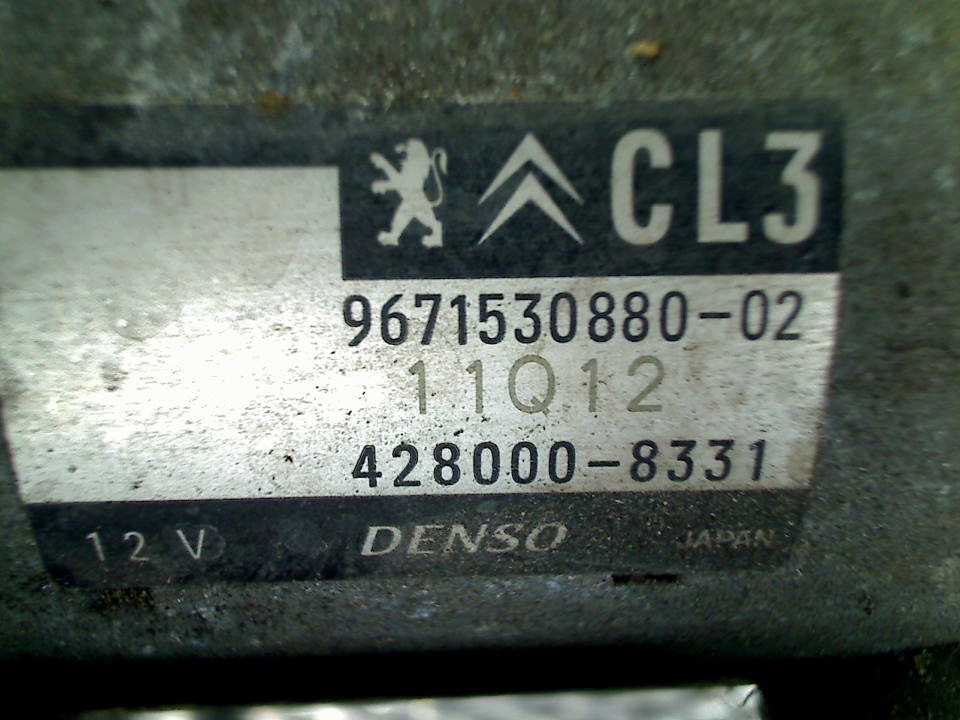 CL3
9671530880-02
11Q12
428000-8331
12V DENSO JAPAN